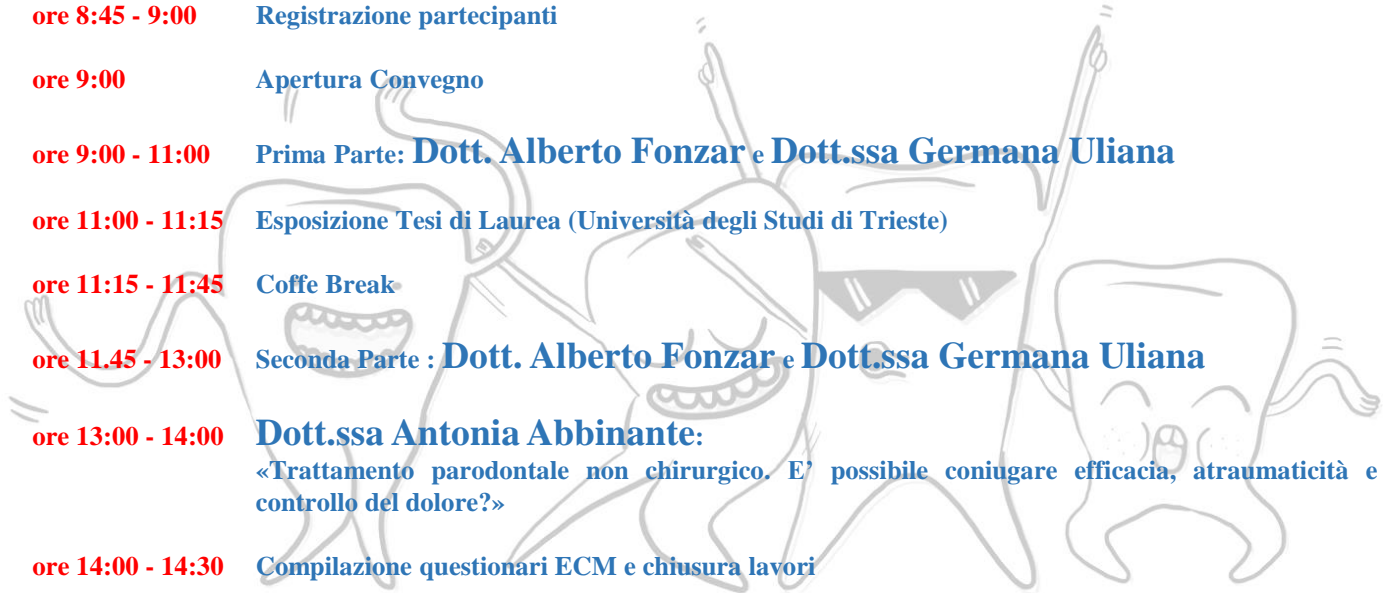 ore 8:45 - 9:00 Registrazione partecipanti
ore 9:00 Apertura Convegno
ore 9:00 - 11:00 Prima Parte: Dott. Alberto Fonzar e Dott.ssa Germana Uliana
ore 11:00 - 11:15 Esposizione Tesi di Laurea (Università degli Studi di Trieste)
ore 11:15 - 11:45 Coffe Break
ore 11.45 - 13:00 Seconda Parte : Dott. Alberto Fonzar e Dott.ssa Germana Uliana
ore 13:00 - 14:00 Dott.ssa Antonia Abbinante:
«Trattamento parodontale non chirurgico. E’ possibile coniugare efficacia, atraumaticità e
controllo del dolore?»
ore 14:00 - 14:30 Compilazione questionari ECM e chiusura lavori